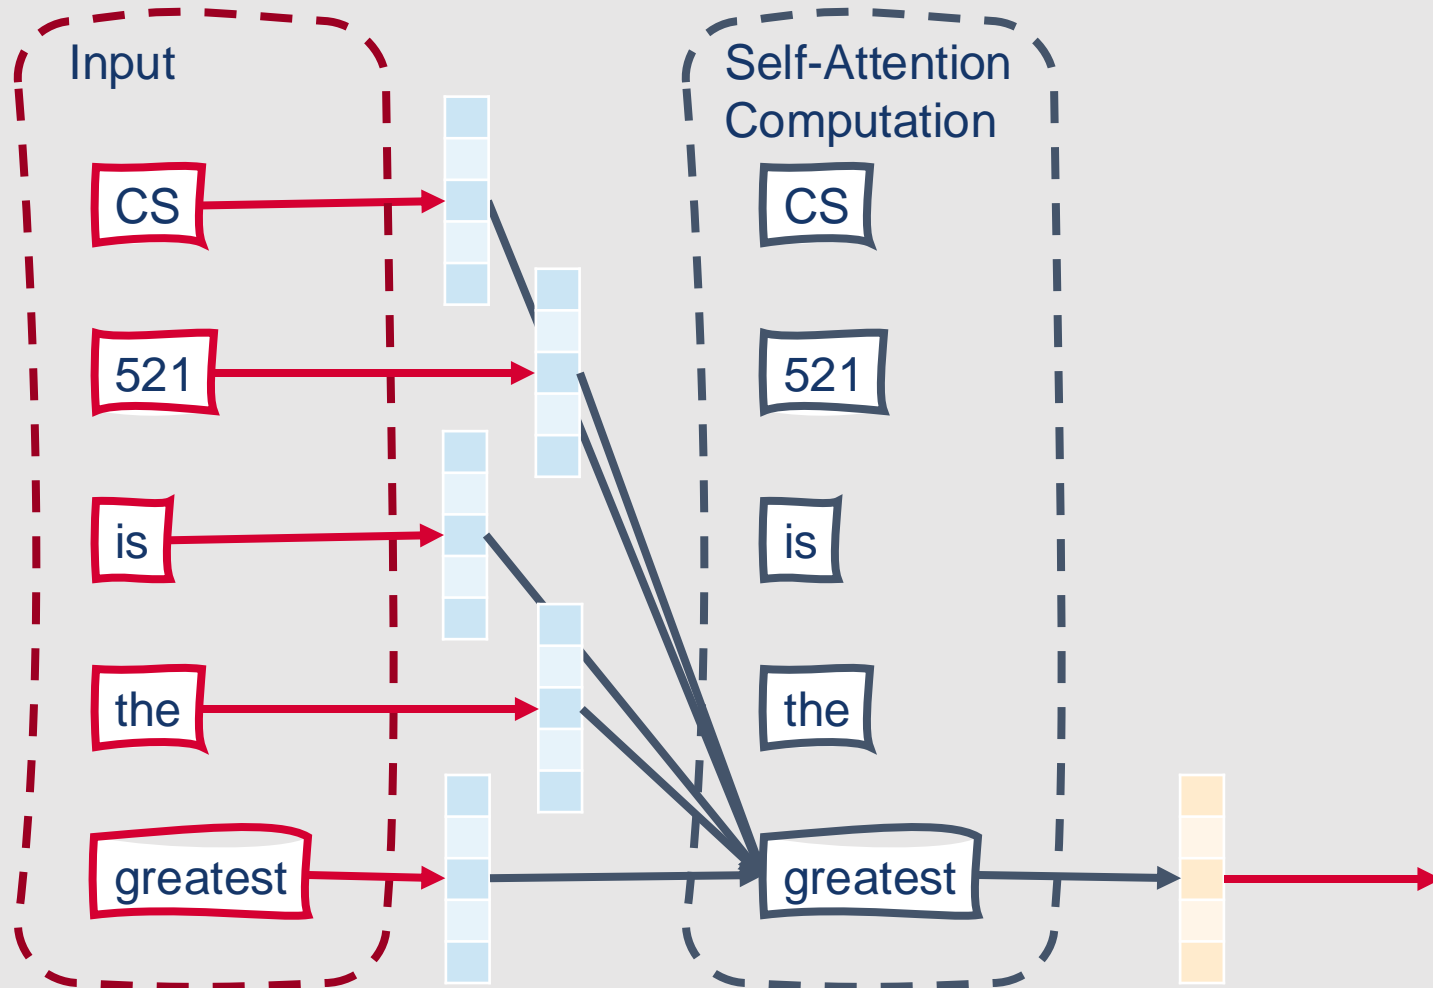 Input
CS
521
is
the
greatest
Self-Attention
Computation
CS
521
is
the
greatest